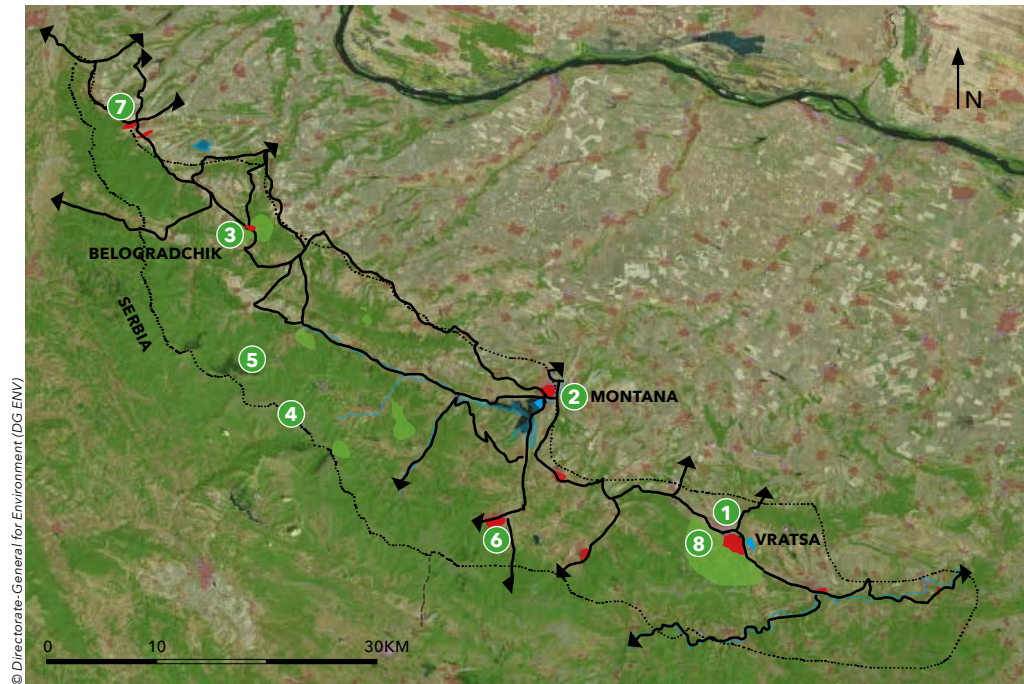 N
7
3
BELOGRADCHIK
SERBIA
5
4
2
MONTANA
1
8
VRATSA
6
0
10
30KM
© Directorate-General for Environment (DG ENV)